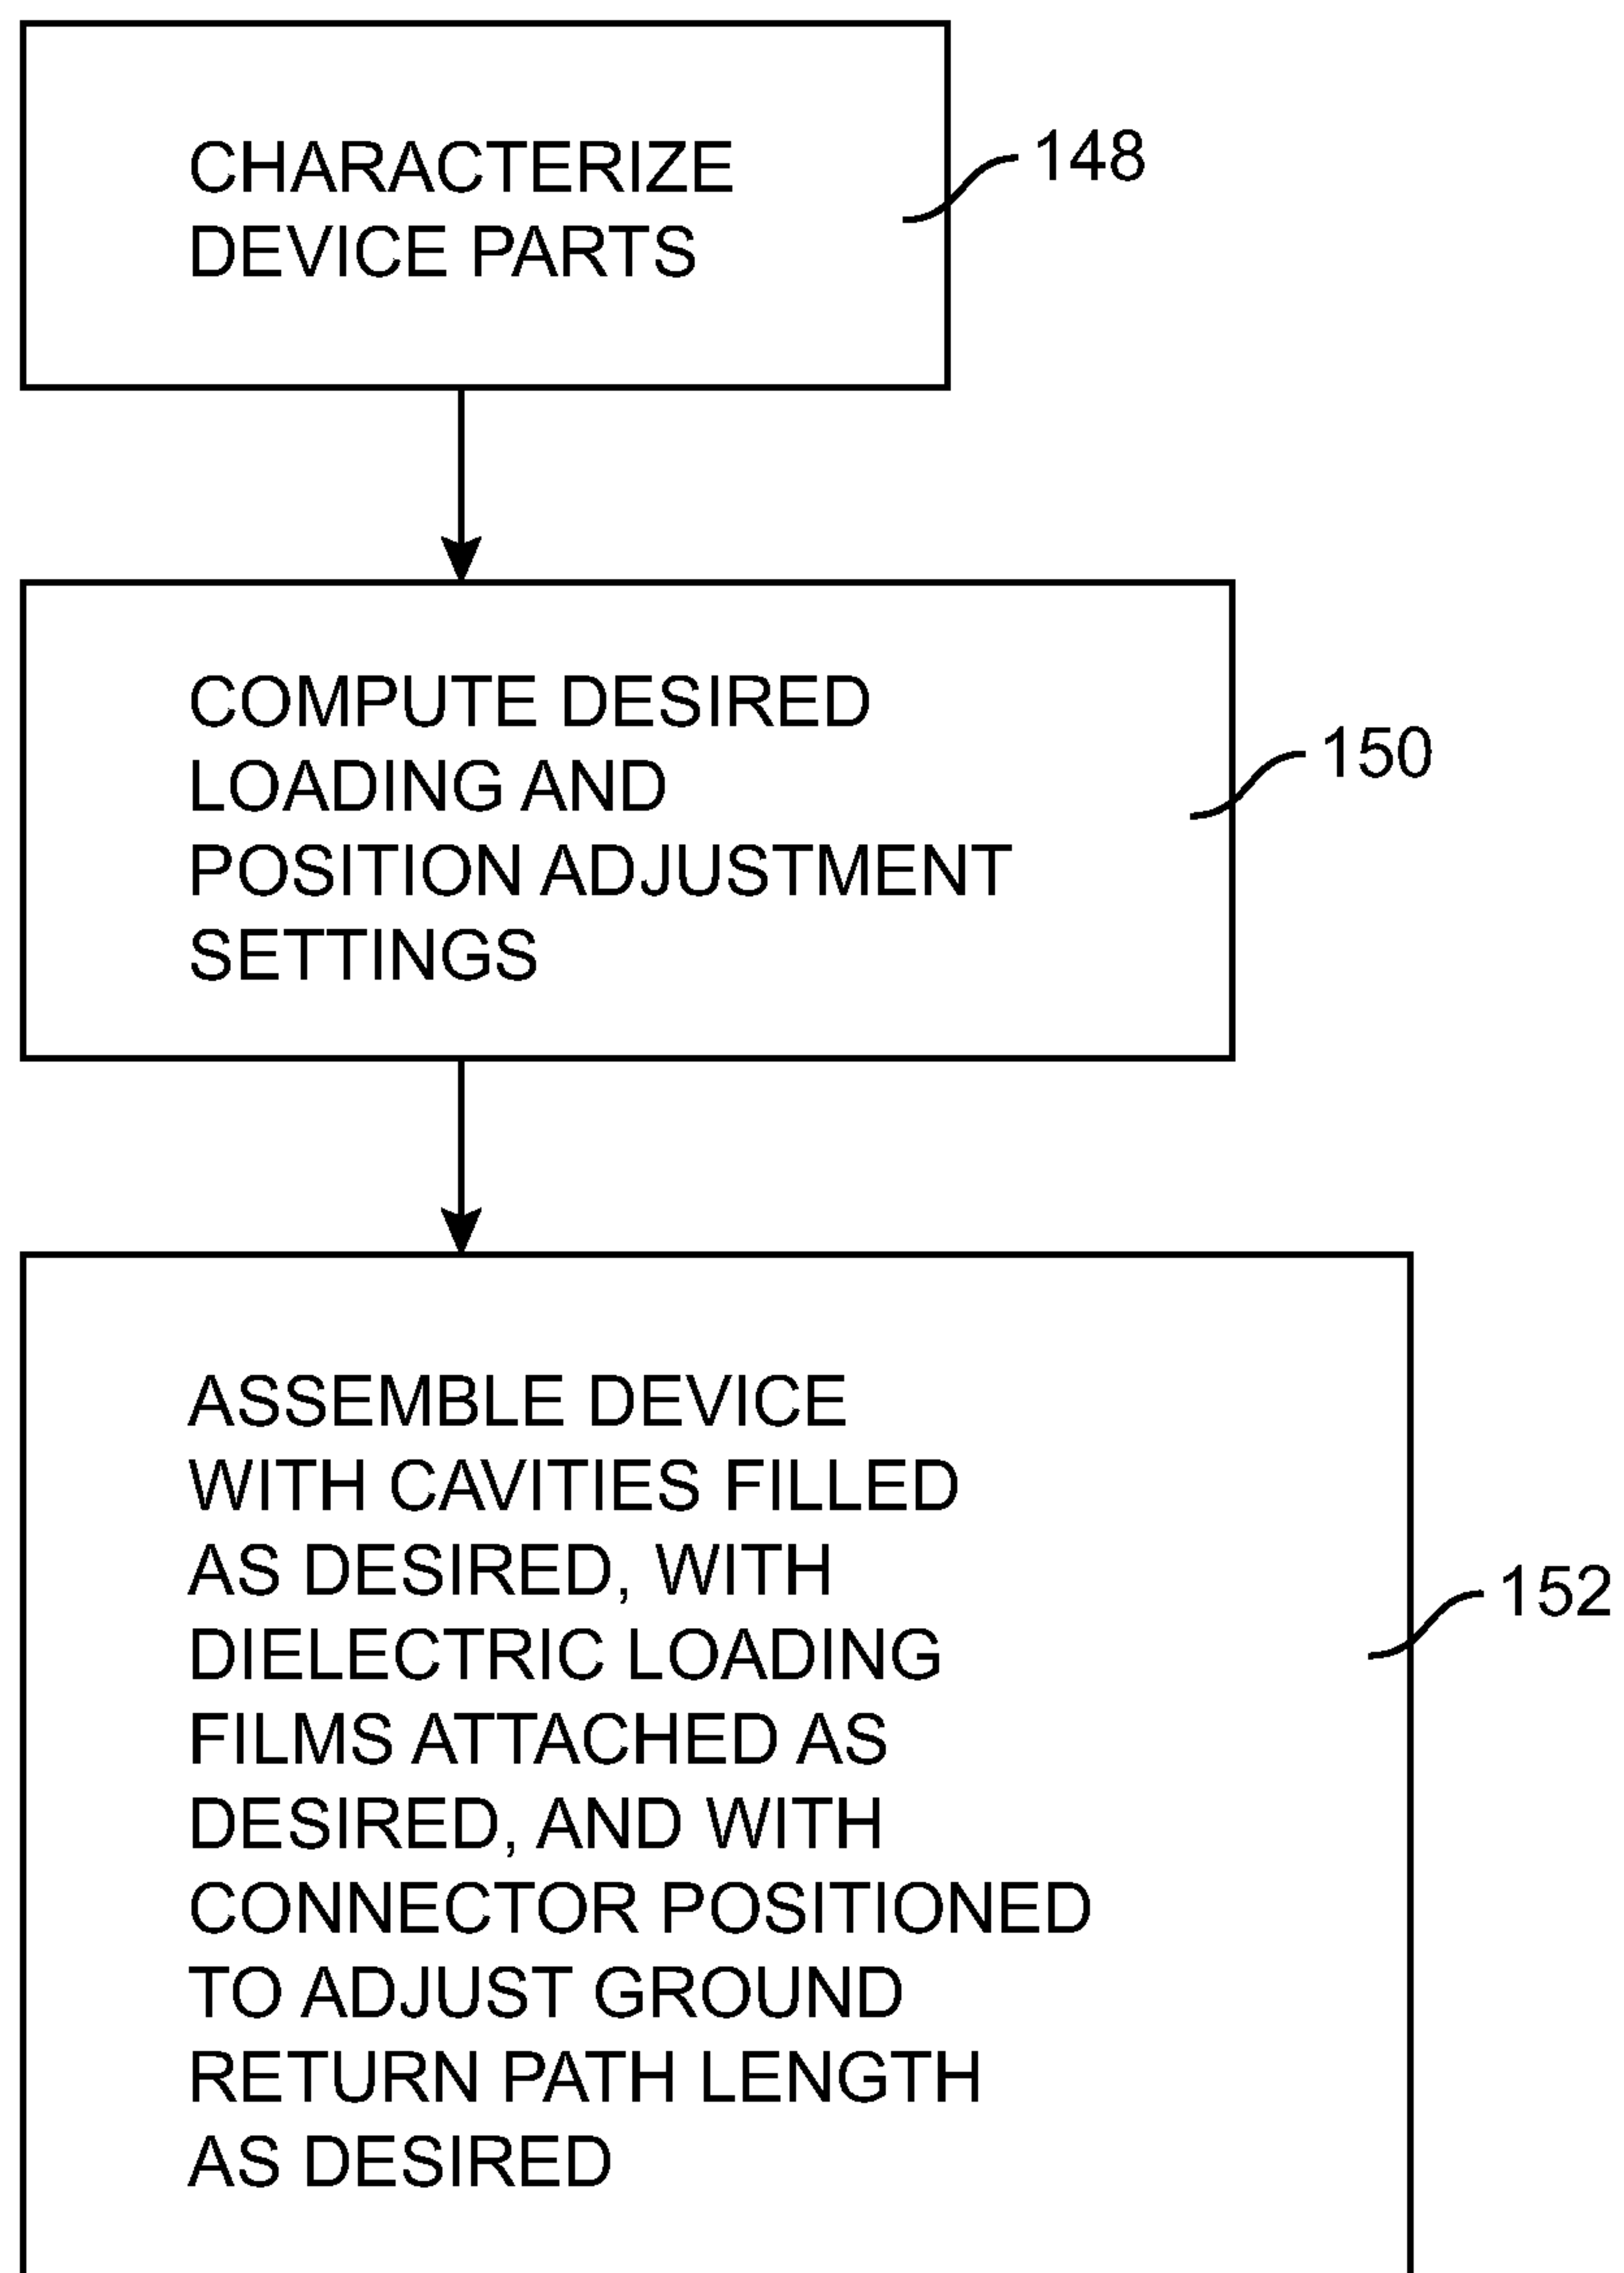 CHARACTERIZE
DEVICE PARTS
148
COMPUTE DESIRED
LOADING AND
POSITION ADJUSTMENT
SETTINGS
150
ASSEMBLE DEVICE
WITH CAVITIES FILLED
AS DESIRED, WITH
DIELECTRIC LOADING
FILMS ATTACHED AS
DESIRED, AND WITH
CONNECTOR POSITIONED
TO ADJUST GROUND
RETURN PATH LENGTH
AS DESIRED
152